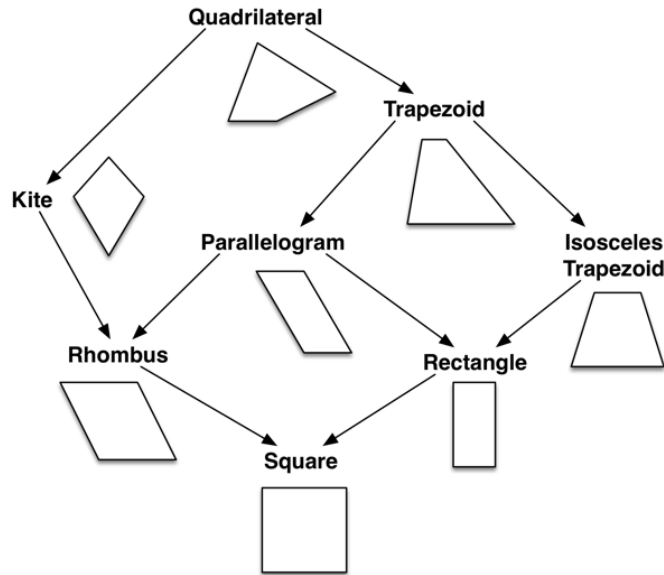 Quadrilateral
Trapezoid
Kite
Parallelogram
Isosceles
Trapezoid
Rhombus
Rectangle
Square